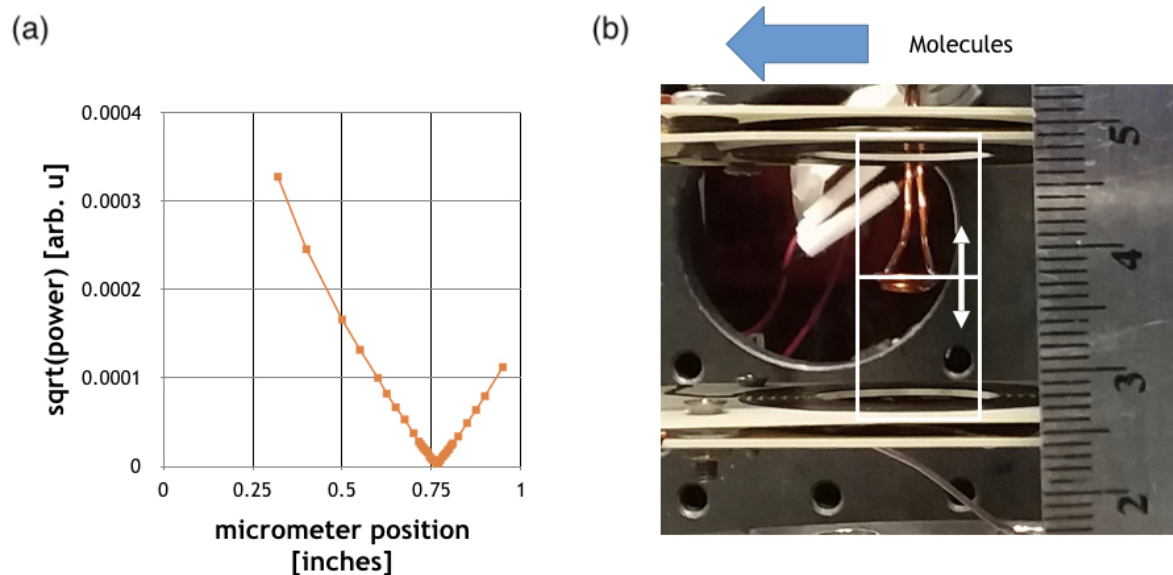 (a)
0.0004
0.0003
0.0002
0.0001
0
0 0.25 0.5 0.75 1
sqrt(power) [arb. u]
micrometer position
[inches]
(b)
Molecules
5
4
3
2